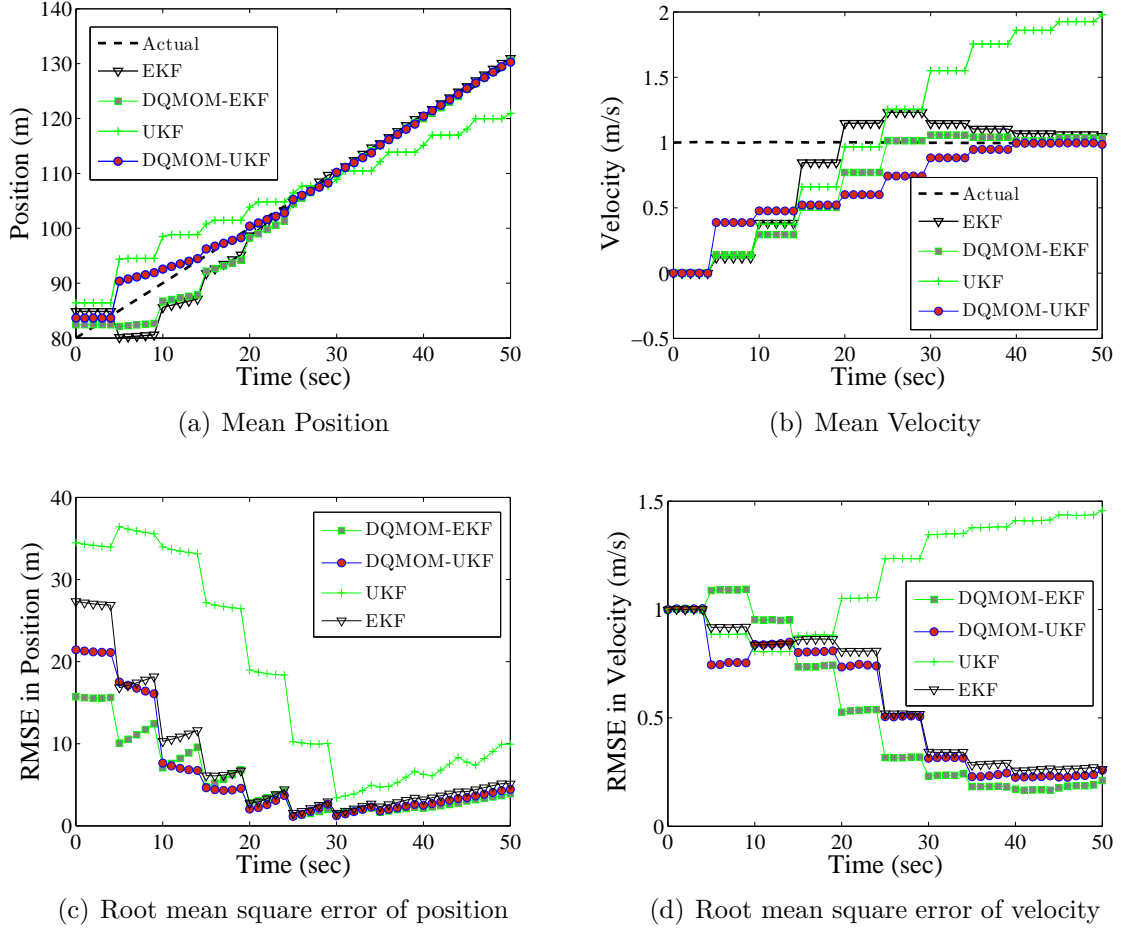 140
130
120
110
100
90
80
Position (m)
Actual
EKF
DQMOM-EKF
UKF
DQMOM-UKF
0 10 20 30 40 50
Time (sec)
(a) Mean Position
2
1.5
1
0.5
0
−0.5
Velocity (m/s)
Actual
EKF
DQMOM-EKF
UKF
DQMOM-UKF
0 10 20 30 40 50
Time (sec)
(b) Mean Velocity
40
30
20
10
0
RMSE in Position (m)
DQMOM-EKF
DQMOM-UKF
UKF
EKF
0 10 20 30 40 50
Time (sec)
(c) Root mean square error of position
1.5
1
0.5
0
RMSE in Velocity (m/s)
DQMOM-EKF
DQMOM-UKF
UKF
EKF
0 10 20 30 40 50
Time (sec)
(d) Root mean square error of velocity